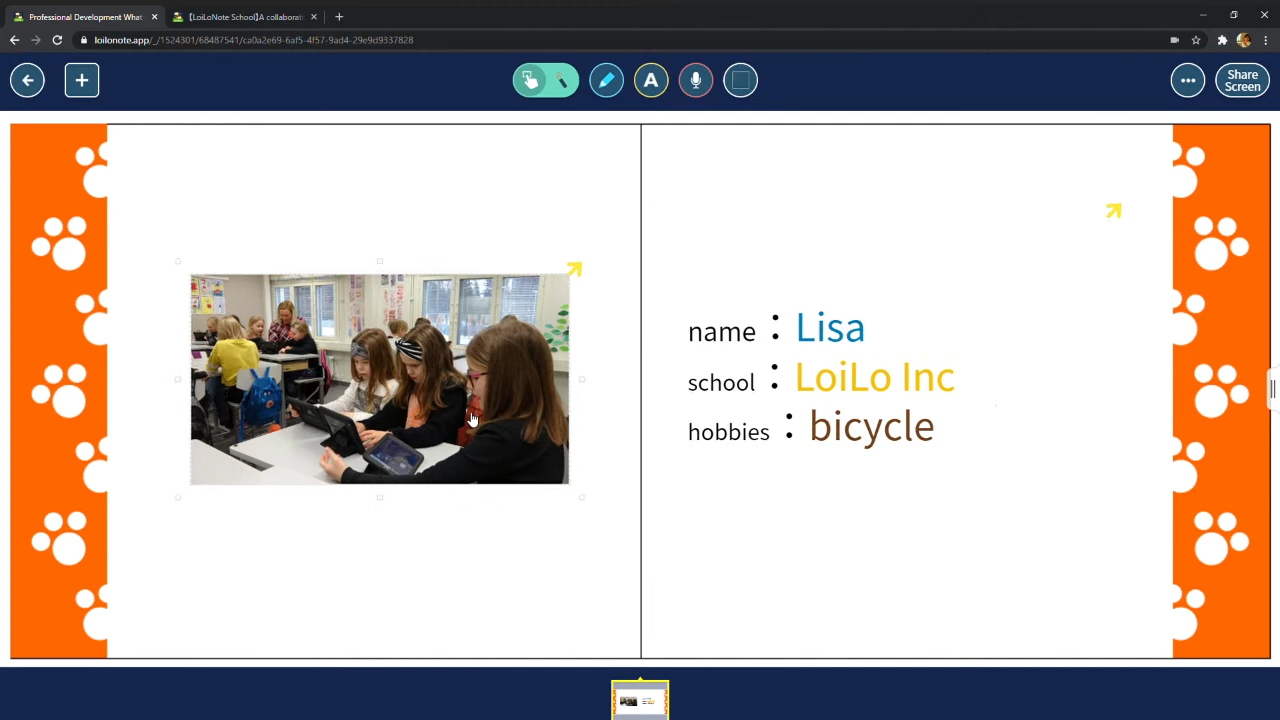 Professional Development What
【LoiLoNote School】A collaborat
loilonote.app/_/1524301/68487541/ca0a2e69-6af5-4f57-9ad4-29e9d9337828
A
Share
Screen
name：Lisa
school：LoiLo Inc
hobbies：bicycle